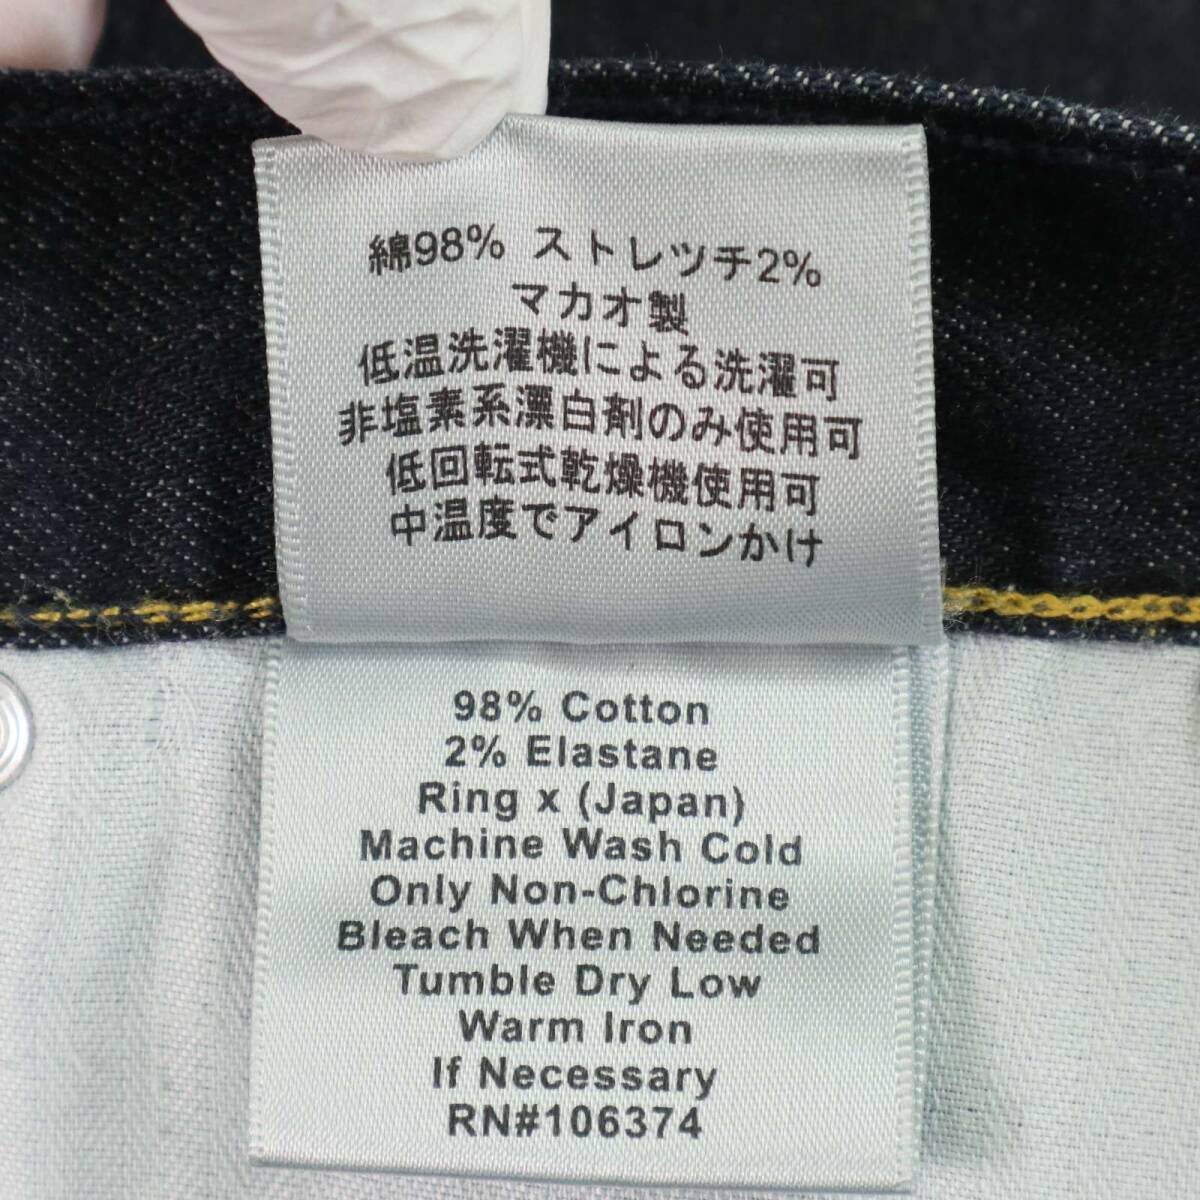 綿98% ストレツチ2%
マカオ製
低温洗濯機による洗濯可
非塩素系漂白剤のみ使用可
低回転式乾燥機使用可
中温度でアイロンかけ
98% Cotton
2% Elastane
Ring x (Japan)
Machine Wash Cold
Only Non-Chlorine
Bleach When Needed
Tumble Dry Low
Warm Iron
If Necessary
RN#106374